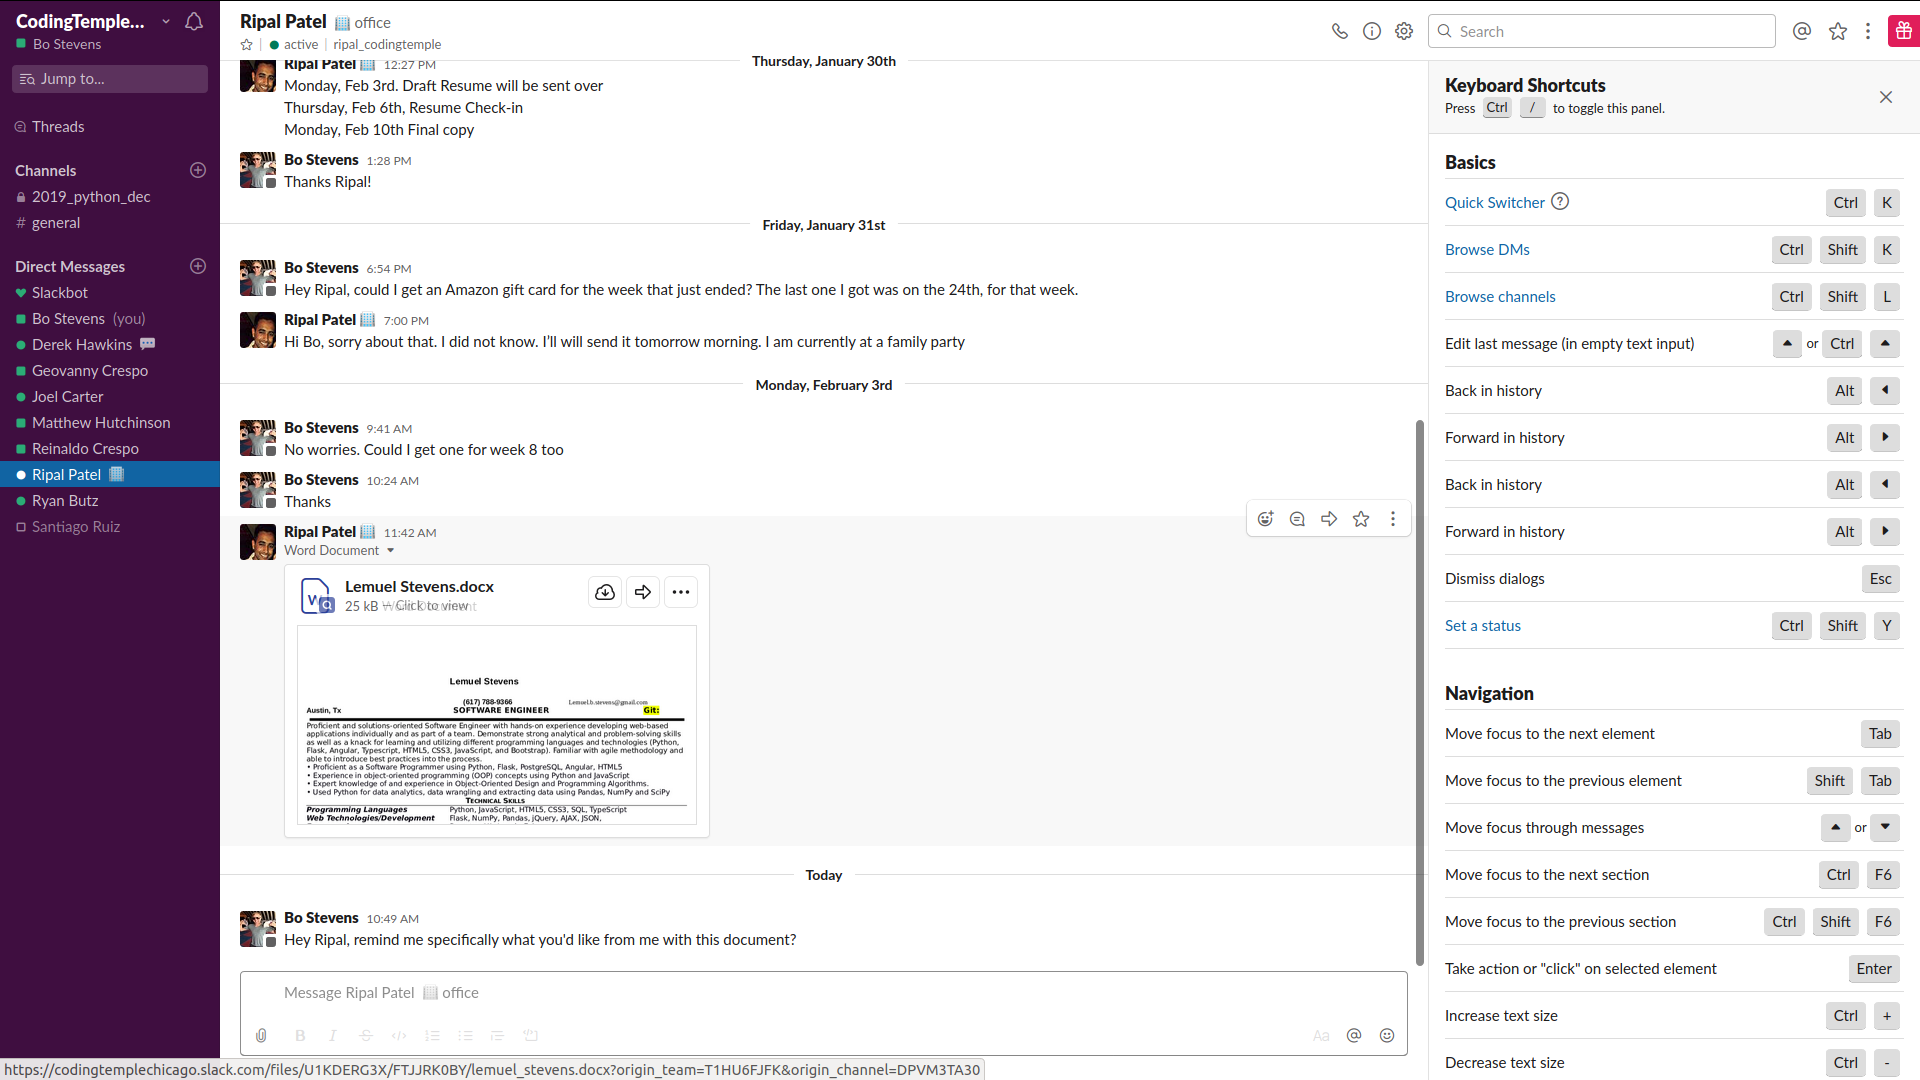 CodingTemple...
Bo Stevens
Jump to...
Threads
Channels
2019_python_dec
# general
Direct Messages
Slackbot
Bo Stevens (you)
Derek Hawkins
Geovanny Crespo
Joel Carter
Matthew Hutchinson
Reinaldo Crespo
Ripal Patel
Ryan Butz
Santiago Ruiz
Ripal Patel office
active | ripal_codingtemple
Search
Thursday, January 30th
Ripal Patel 12:27 PM
Monday, Feb 3rd. Draft Resume will be sent over
Thursday, Feb 6th, Resume Check-in
Monday, Feb 10th Final copy
Bo Stevens 1:28 PM
Thanks Ripal!
Friday, January 31st
Bo Stevens 6:54 PM
Hey Ripal, could I get an Amazon gift card for the week that just ended? The last one I got was on the 24th, for that week.
Ripal Patel 7:00 PM
Hi Bo, sorry about that. I did not know. I'll will send it tomorrow morning. I am currently at a family party
Monday, February 3rd
Bo Stevens 9:41 AM
No worries. Could I get one for week 8 too
Bo Stevens 10:24 AM
Thanks
Ripal Patel 11:42 AM
Word Document
Lemuel Stevens.docx
25 kB — Click to view
Lemuel Stevens
(617) 788-9366 Lemuel.b.stevens@gmail.com
Austin, Tx SOFTWARE ENGINEER Git:
Proficient and solutions-oriented Software Engineer with hands-on experience developing web-based
applications individually and as part of a team. Demonstrate strong analytical and problem-solving skills
as well as a knack for learning and utilizing different programming languages and technologies (Python,
Flask, Angular, Typescript, HTML5, CSS3, JavaScript, and Bootstrap). Familiar with agile methodology and
able to introduce best practices into the process.
• Proficient as a Software Programmer using Python, Flask, PostgreSQL, Angular, HTML5
• Experience in object-oriented programming (OOP) concepts using Python and JavaScript
• Expert knowledge of and experience in Object-Oriented Design and Programming Algorithms.
• Used Python for data analytics, data wrangling and extracting data using Pandas, NumPy and SciPy
TECHNICAL SKILLS
Programming Languages Python, JavaScript, HTML5, CSS3, SQL, TypeScript
Web Technologies/Development Flask, NumPy, Pandas, jQuery, AJAX, JSON,
Today
Bo Stevens 10:49 AM
Hey Ripal, remind me specifically what you'd like from me with this document?
Message Ripal Patel office
B I S </> Aa @
https://codingtemplechicago.slack.com/files/U1KDERG3X/FTJJRK0BY/lemuel_stevens.docx?origin_team=T1HU6FJFK&origin_channel=DPVM3TA30
Keyboard Shortcuts
Press Ctrl / to toggle this panel.
Basics
Quick Switcher ? Ctrl K
Browse DMs Ctrl Shift K
Browse channels Ctrl Shift L
Edit last message (in empty text input) ▲ or Ctrl ▲
Back in history Alt ◀
Forward in history Alt ▶
Back in history Alt ◀
Forward in history Alt ▶
Dismiss dialogs Esc
Set a status Ctrl Shift Y
Navigation
Move focus to the next element Tab
Move focus to the previous element Shift Tab
Move focus through messages ▲ or ▼
Move focus to the next section Ctrl F6
Move focus to the previous section Ctrl Shift F6
Take action or "click" on selected element Enter
Increase text size Ctrl +
Decrease text size Ctrl -